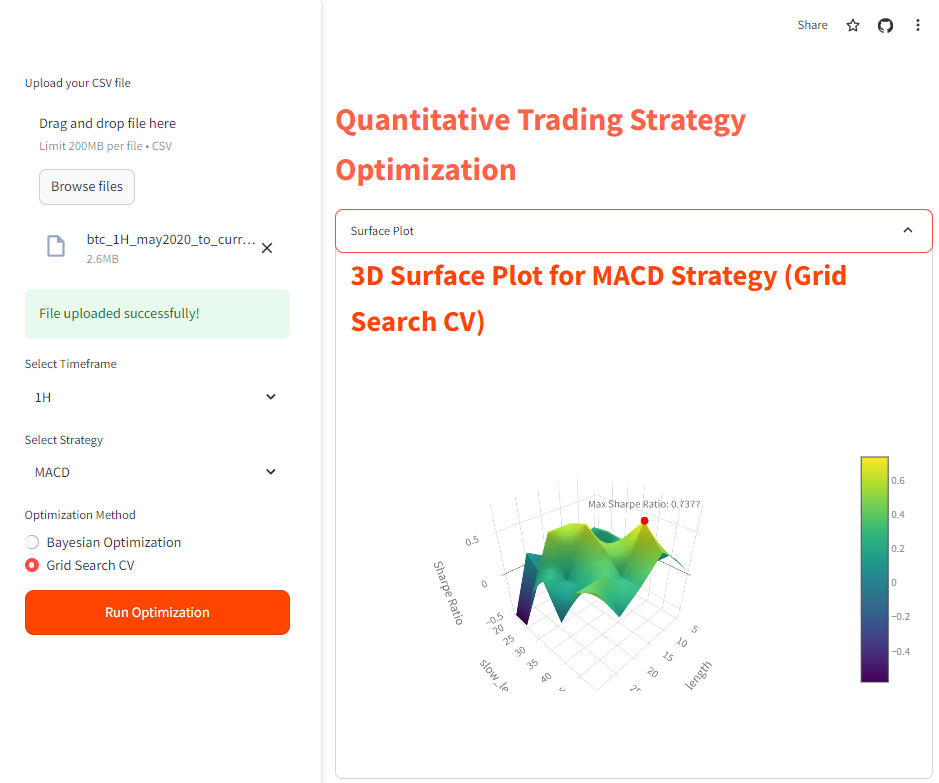 Share
Upload your CSV file
Drag and drop file here
Limit 200MB per file • CSV
Browse files
btc_1H_may2020_to_curr...
2.6MB
File uploaded successfully!
Select Timeframe
1H
Select Strategy
MACD
Optimization Method
Bayesian Optimization
Grid Search CV
Run Optimization
Quantitative Trading Strategy
Optimization
Surface Plot
3D Surface Plot for MACD Strategy (Grid
Search CV)
Max Sharpe Ratio: 0.7377
0.5
0
−0.5
Sharpe Ratio
20
25
30
35
40
slow_le
5
10
15
20
25
length
0.6
0.4
0.2
0
−0.2
−0.4